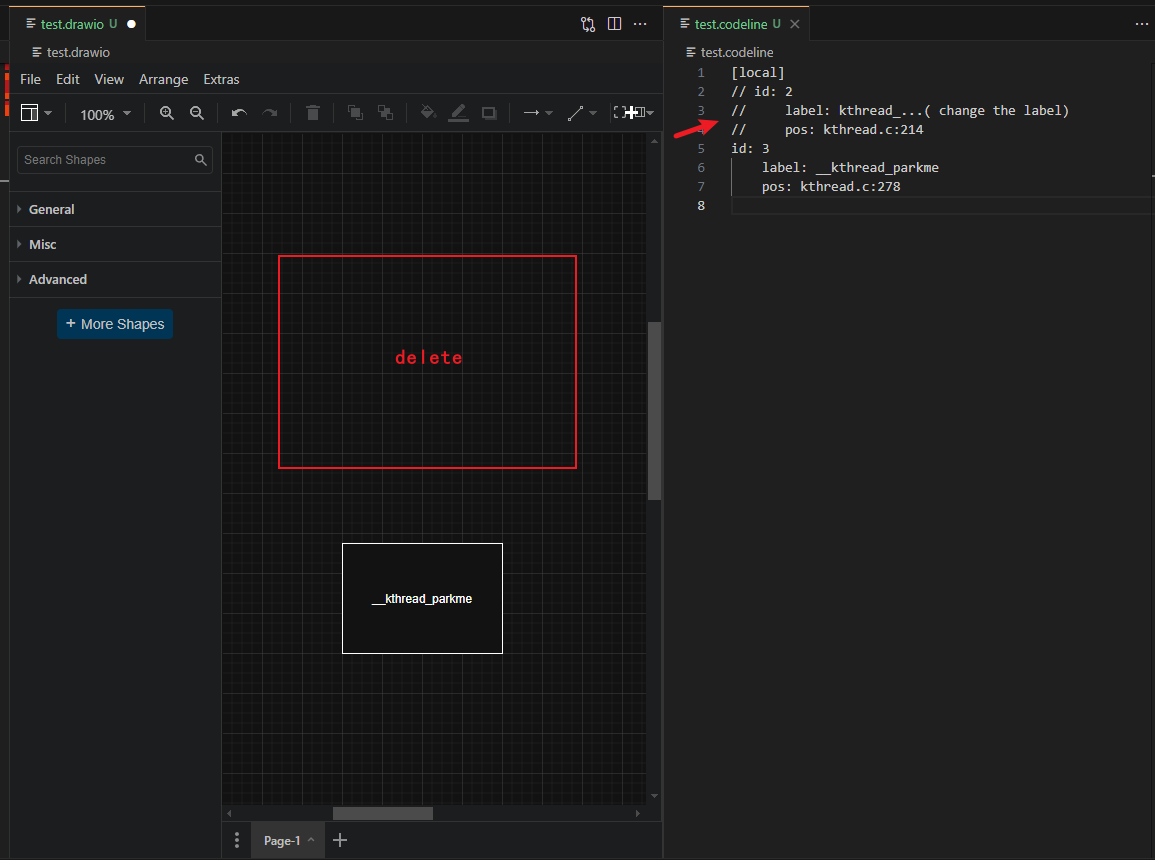 test.drawio U
test.drawio
File Edit View Arrange Extras
100%
Search Shapes
General
Misc
Advanced
+ More Shapes
delete
__kthread_parkme
Page-1
test.codeline U
test.codeline
1 [local]
2 // id: 2
3 //     label: kthread_...( change the label)
4 //     pos: kthread.c:214
5 id: 3
6     label: __kthread_parkme
7     pos: kthread.c:278
8